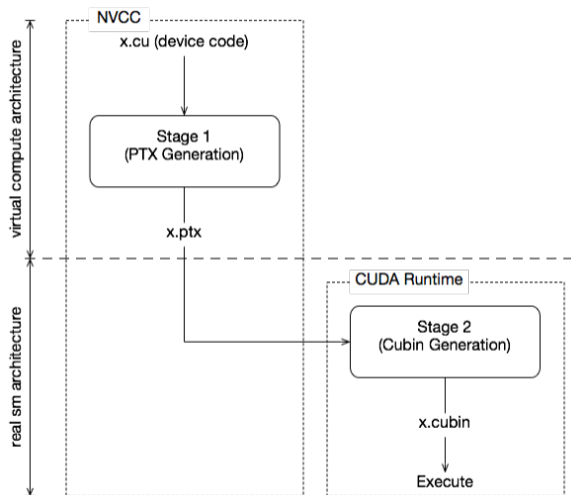 NVCC
x.cu (device code)
Stage 1
(PTX Generation)
x.ptx
virtual compute architecture
CUDA Runtime
Stage 2
(Cubin Generation)
x.cubin
Execute
real sm architecture